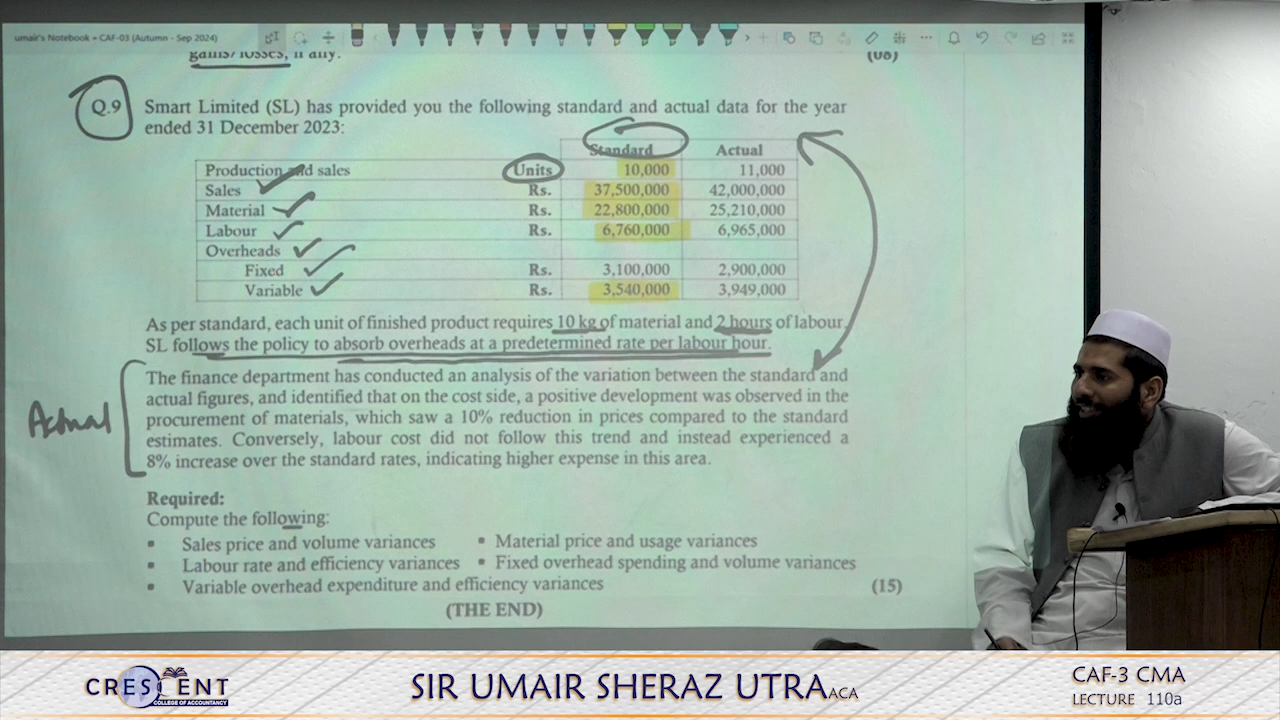 umair's Notebook - CAF-03 (Autumn - Sep 2024)
gains/losses, if any. (08)
Q.9 Smart Limited (SL) has provided you the following standard and actual data for the year
ended 31 December 2023:
Standard Actual
Production and sales Units 10,000 11,000
Sales Rs. 37,500,000 42,000,000
Material Rs. 22,800,000 25,210,000
Labour Rs. 6,760,000 6,965,000
Overheads
Fixed Rs. 3,100,000 2,900,000
Variable Rs. 3,540,000 3,949,000
As per standard, each unit of finished product requires 10 kg of material and 2 hours of labour.
SL follows the policy to absorb overheads at a predetermined rate per labour hour.
Actual
The finance department has conducted an analysis of the variation between the standard and
actual figures, and identified that on the cost side, a positive development was observed in the
procurement of materials, which saw a 10% reduction in prices compared to the standard
estimates. Conversely, labour cost did not follow this trend and instead experienced a
8% increase over the standard rates, indicating higher expense in this area.
Required:
Compute the following:
▪ Sales price and volume variances ▪ Material price and usage variances
▪ Labour rate and efficiency variances ▪ Fixed overhead spending and volume variances
▪ Variable overhead expenditure and efficiency variances (15)
(THE END)
CRESCENT
COLLEGE OF ACCOUNTANCY
SIR UMAIR SHERAZ UTRA ACA
CAF-3 CMA
LECTURE 110a